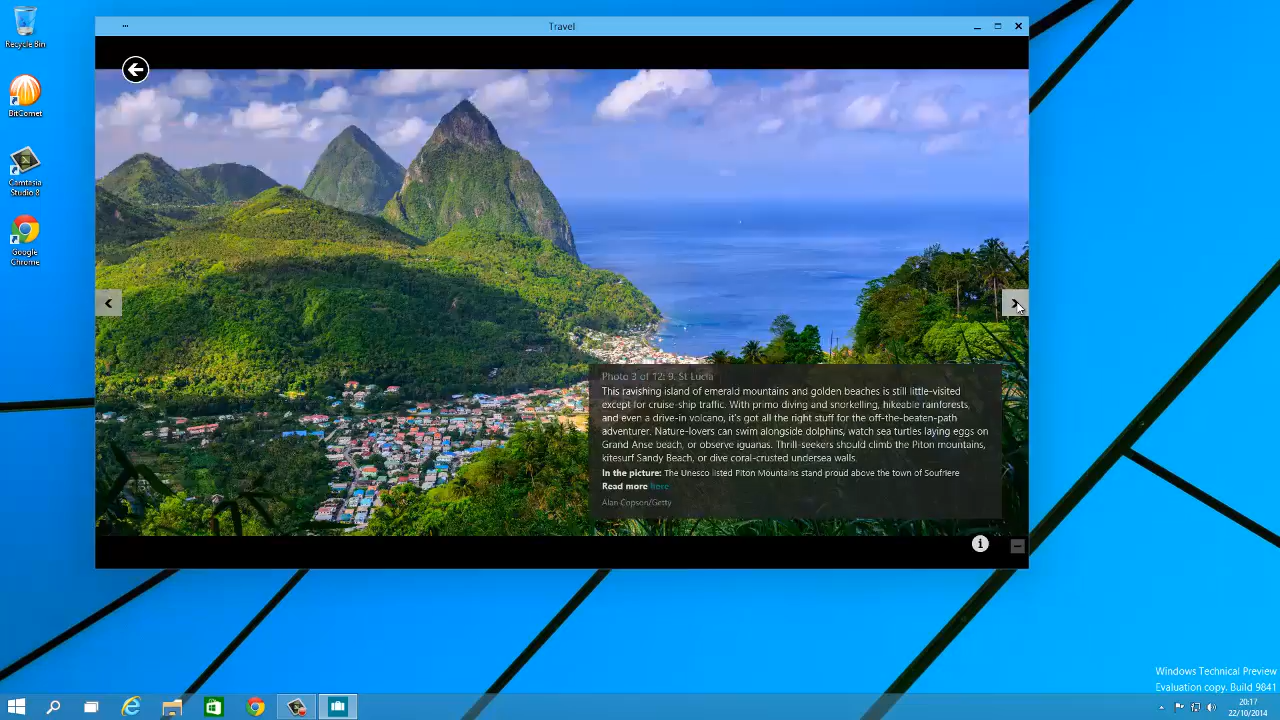 Recycle Bin
BitComet
Camtasia
Studio 8
Google
Chrome
Travel
Photo 3 of 12: 9. St Lucia
This ravishing island of emerald mountains and golden beaches is still little-visited
except for cruise-ship traffic. With primo diving and snorkelling, hikeable rainforests,
and even a drive-in volcano, it's got all the right stuff for the off-the-beaten-path
adventurer. Nature-lovers can swim alongside dolphins, watch sea turtles laying eggs on
Grand Anse beach, or observe iguanas. Thrill-seekers should climb the Piton mountains,
kitesurf Sandy Beach, or dive coral-crusted undersea walls.
In the picture: The Unesco listed Piton Mountains stand proud above the town of Soufriere
Read more here
Alan Copson/Getty
Windows Technical Preview
Evaluation copy. Build 9841
20:17
22/10/2014